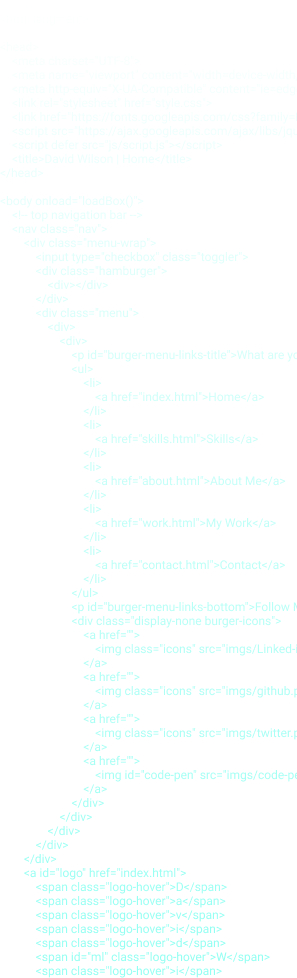 </head>
<body onload="loadBox()">
<!--top navigation bar-->
<nav class="nav">
<div class="menu-wrap">
<input type="checkbox" class="toggler">
<div class="hamburger">
<div></div>
</div>
<div class="menu">
<div>
<div>
<p id="burger-menu-links-title">What are yo
<ul>
<li>
<a href="index.html">Home</a>
</li>
<li>
<a href="skills.html">Skills</a>
</li>
<li>
<a href="about.html">About Me</a>
</li>
<li>
<a href="work.html">My Work</a>
</li>
<li>
<a href="contact.html">Contact</a>
</li>
</ul>
<p id="burger-menu-links-bottom">Follow M
<div class="display-none burger-icons">
<a href="">
<img class="icons" src="imgs/Linked-I
</a>
<a href="">
<img class="icons" src="imgs/github.p
</a>
<a href="">
<img class="icons" src="imgs/twitter.p
</a>
<a href="">
<img id="code-pen" src="imgs/code-pe
</a>
</div>
</div>
</div>
</div>
</div>
<a id="logo" href="index.html">
<span class="logo-hover">D</span>
<span class="logo-hover">a</span>
<span class="logo-hover">v</span>
<span class="logo-hover">i</span>
<span class="logo-hover">d</span>
<span id="ml" class="logo-hover">W</span>
<span class="logo-hover">i</span>